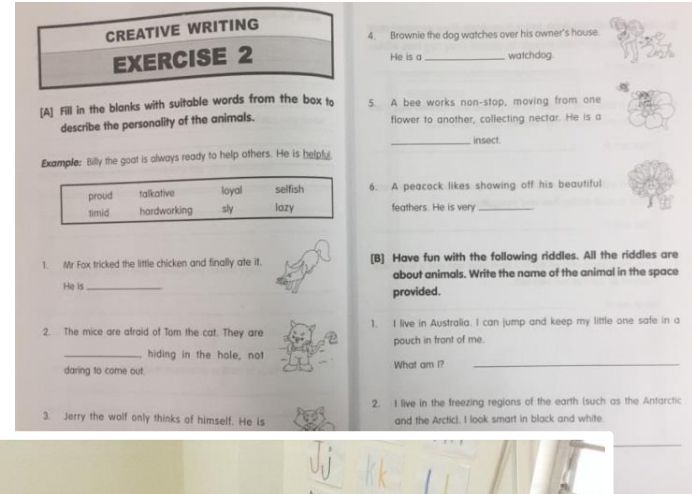 CREATIVE WRITING
EXERCISE 2
[A] Fill in the blanks with suitable words from the box to
describe the personality of the animals.
Example: Billy the goat is always ready to help others. He is helpful.
proud talkative loyal selfish
timid hardworking sly lazy
1. Mr Fox tricked the little chicken and finally ate it.
He is
2. The mice are afraid of Tom the cat. They are
hiding in the hole, not
daring to come out.
3. Jerry the wolf only thinks of himself. He is
4. Brownie the dog watches over his owner's house.
He is a watchdog.
5. A bee works non-stop, moving from one
flower to another, collecting nectar. He is a
insect.
6. A peacock likes showing off his beautiful
feathers. He is very
[B] Have fun with the following riddles. All the riddles are
about animals. Write the name of the animal in the space
provided.
1. I live in Australia. I can jump and keep my little one safe in a
pouch in front of me.
What am I?
2. I live in the freezing regions of the earth (such as the Antarctic
and the Arctic). I look smart in black and white.
Jj kk